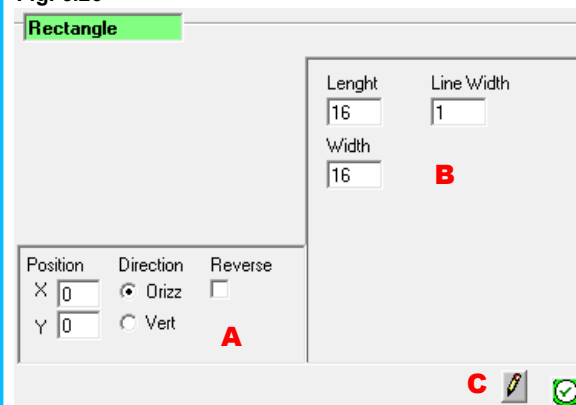 Rectangle
Lenght Line Width
16 1
Width
16
B
Position Direction Reverse
X 0 Orizz
Y 0 Vert
A
C